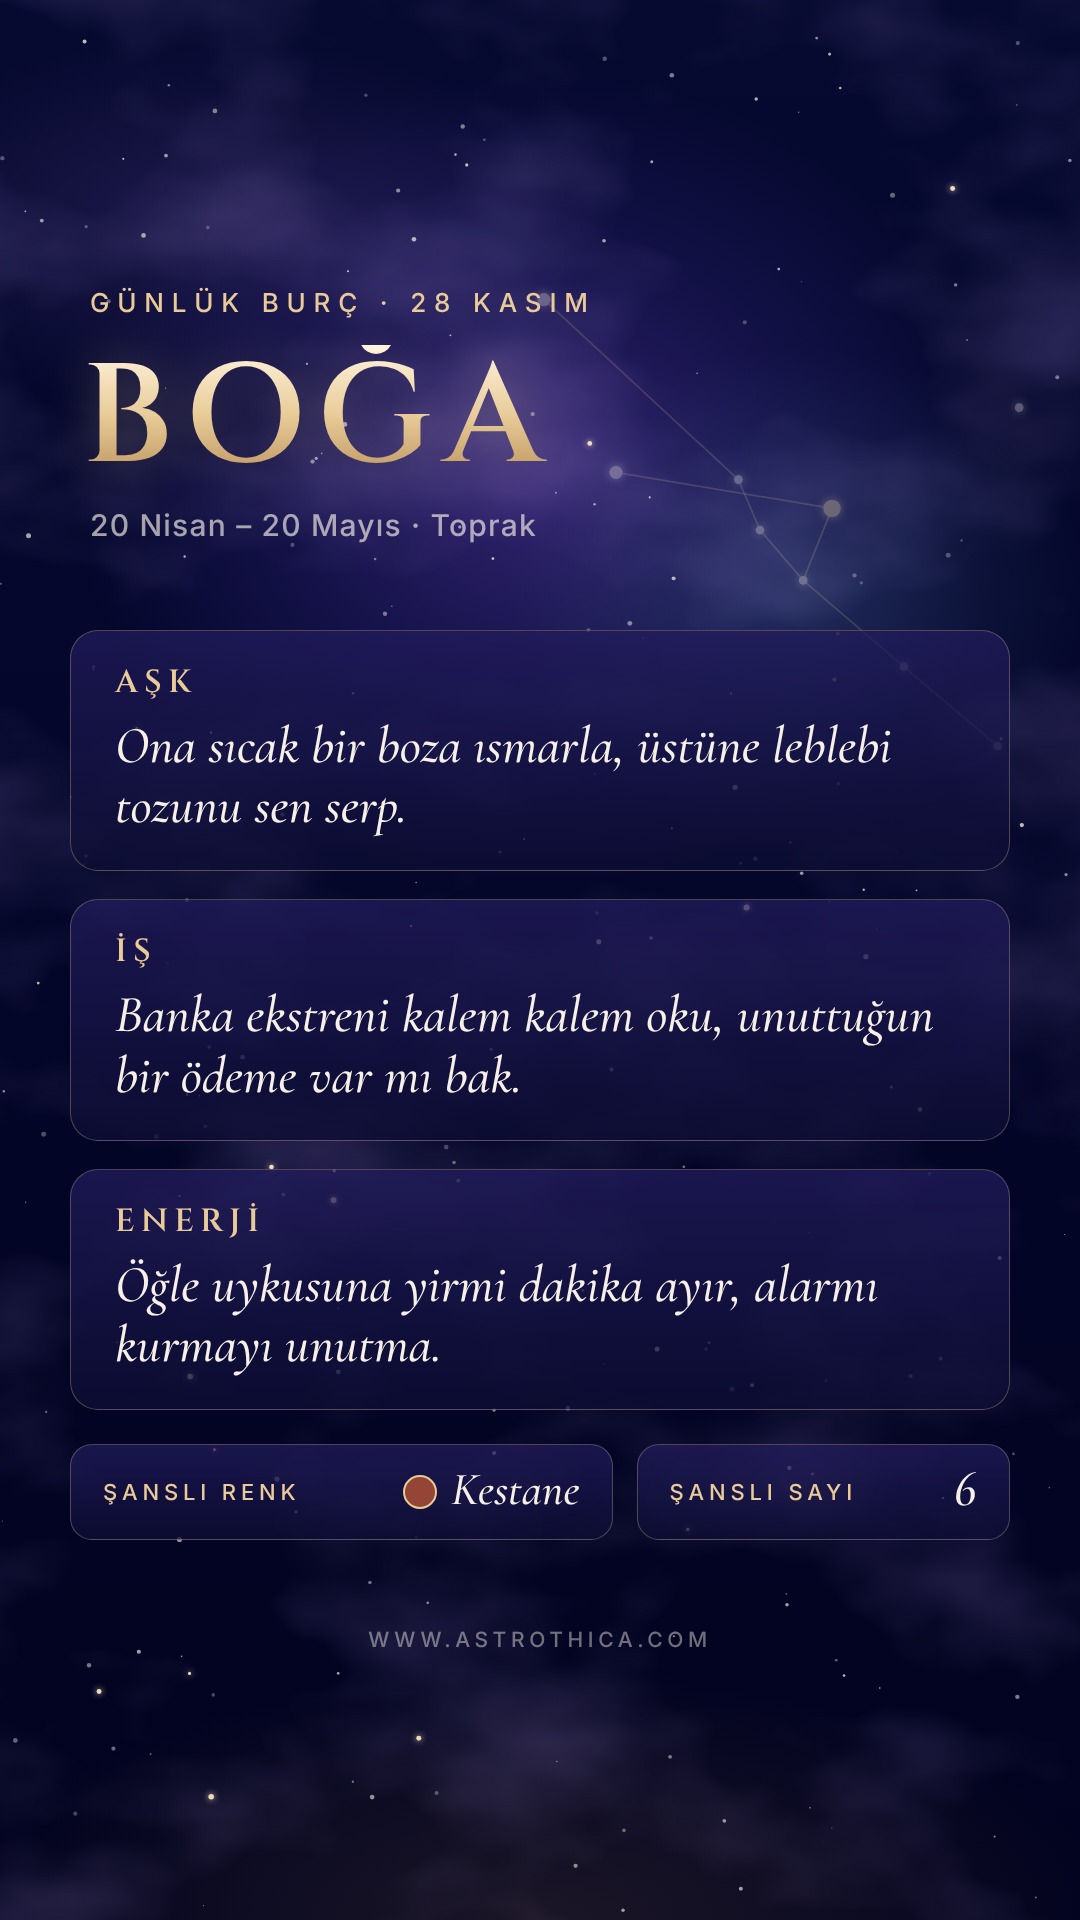 GÜNLÜK BURÇ · 28 KASIM
BOĞA
20 Nisan – 20 Mayıs · Toprak
AŞK
Ona sıcak bir boza ısmarla, üstüne leblebi
tozunu sen serp.
İŞ
Banka ekstreni kalem kalem oku, unuttuğun
bir ödeme var mı bak.
ENERJİ
Öğle uykusuna yirmi dakika ayır, alarmı
kurmayı unutma.
ŞANSLI RENK Kestane
ŞANSLI SAYI 6
WWW.ASTROTHICA.COM